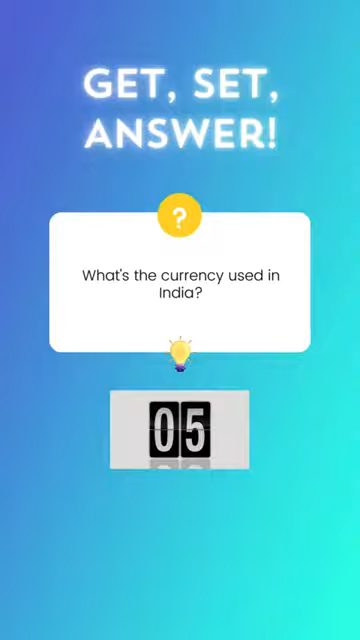 GET, SET,
ANSWER!
?
What's the currency used in
India?
05